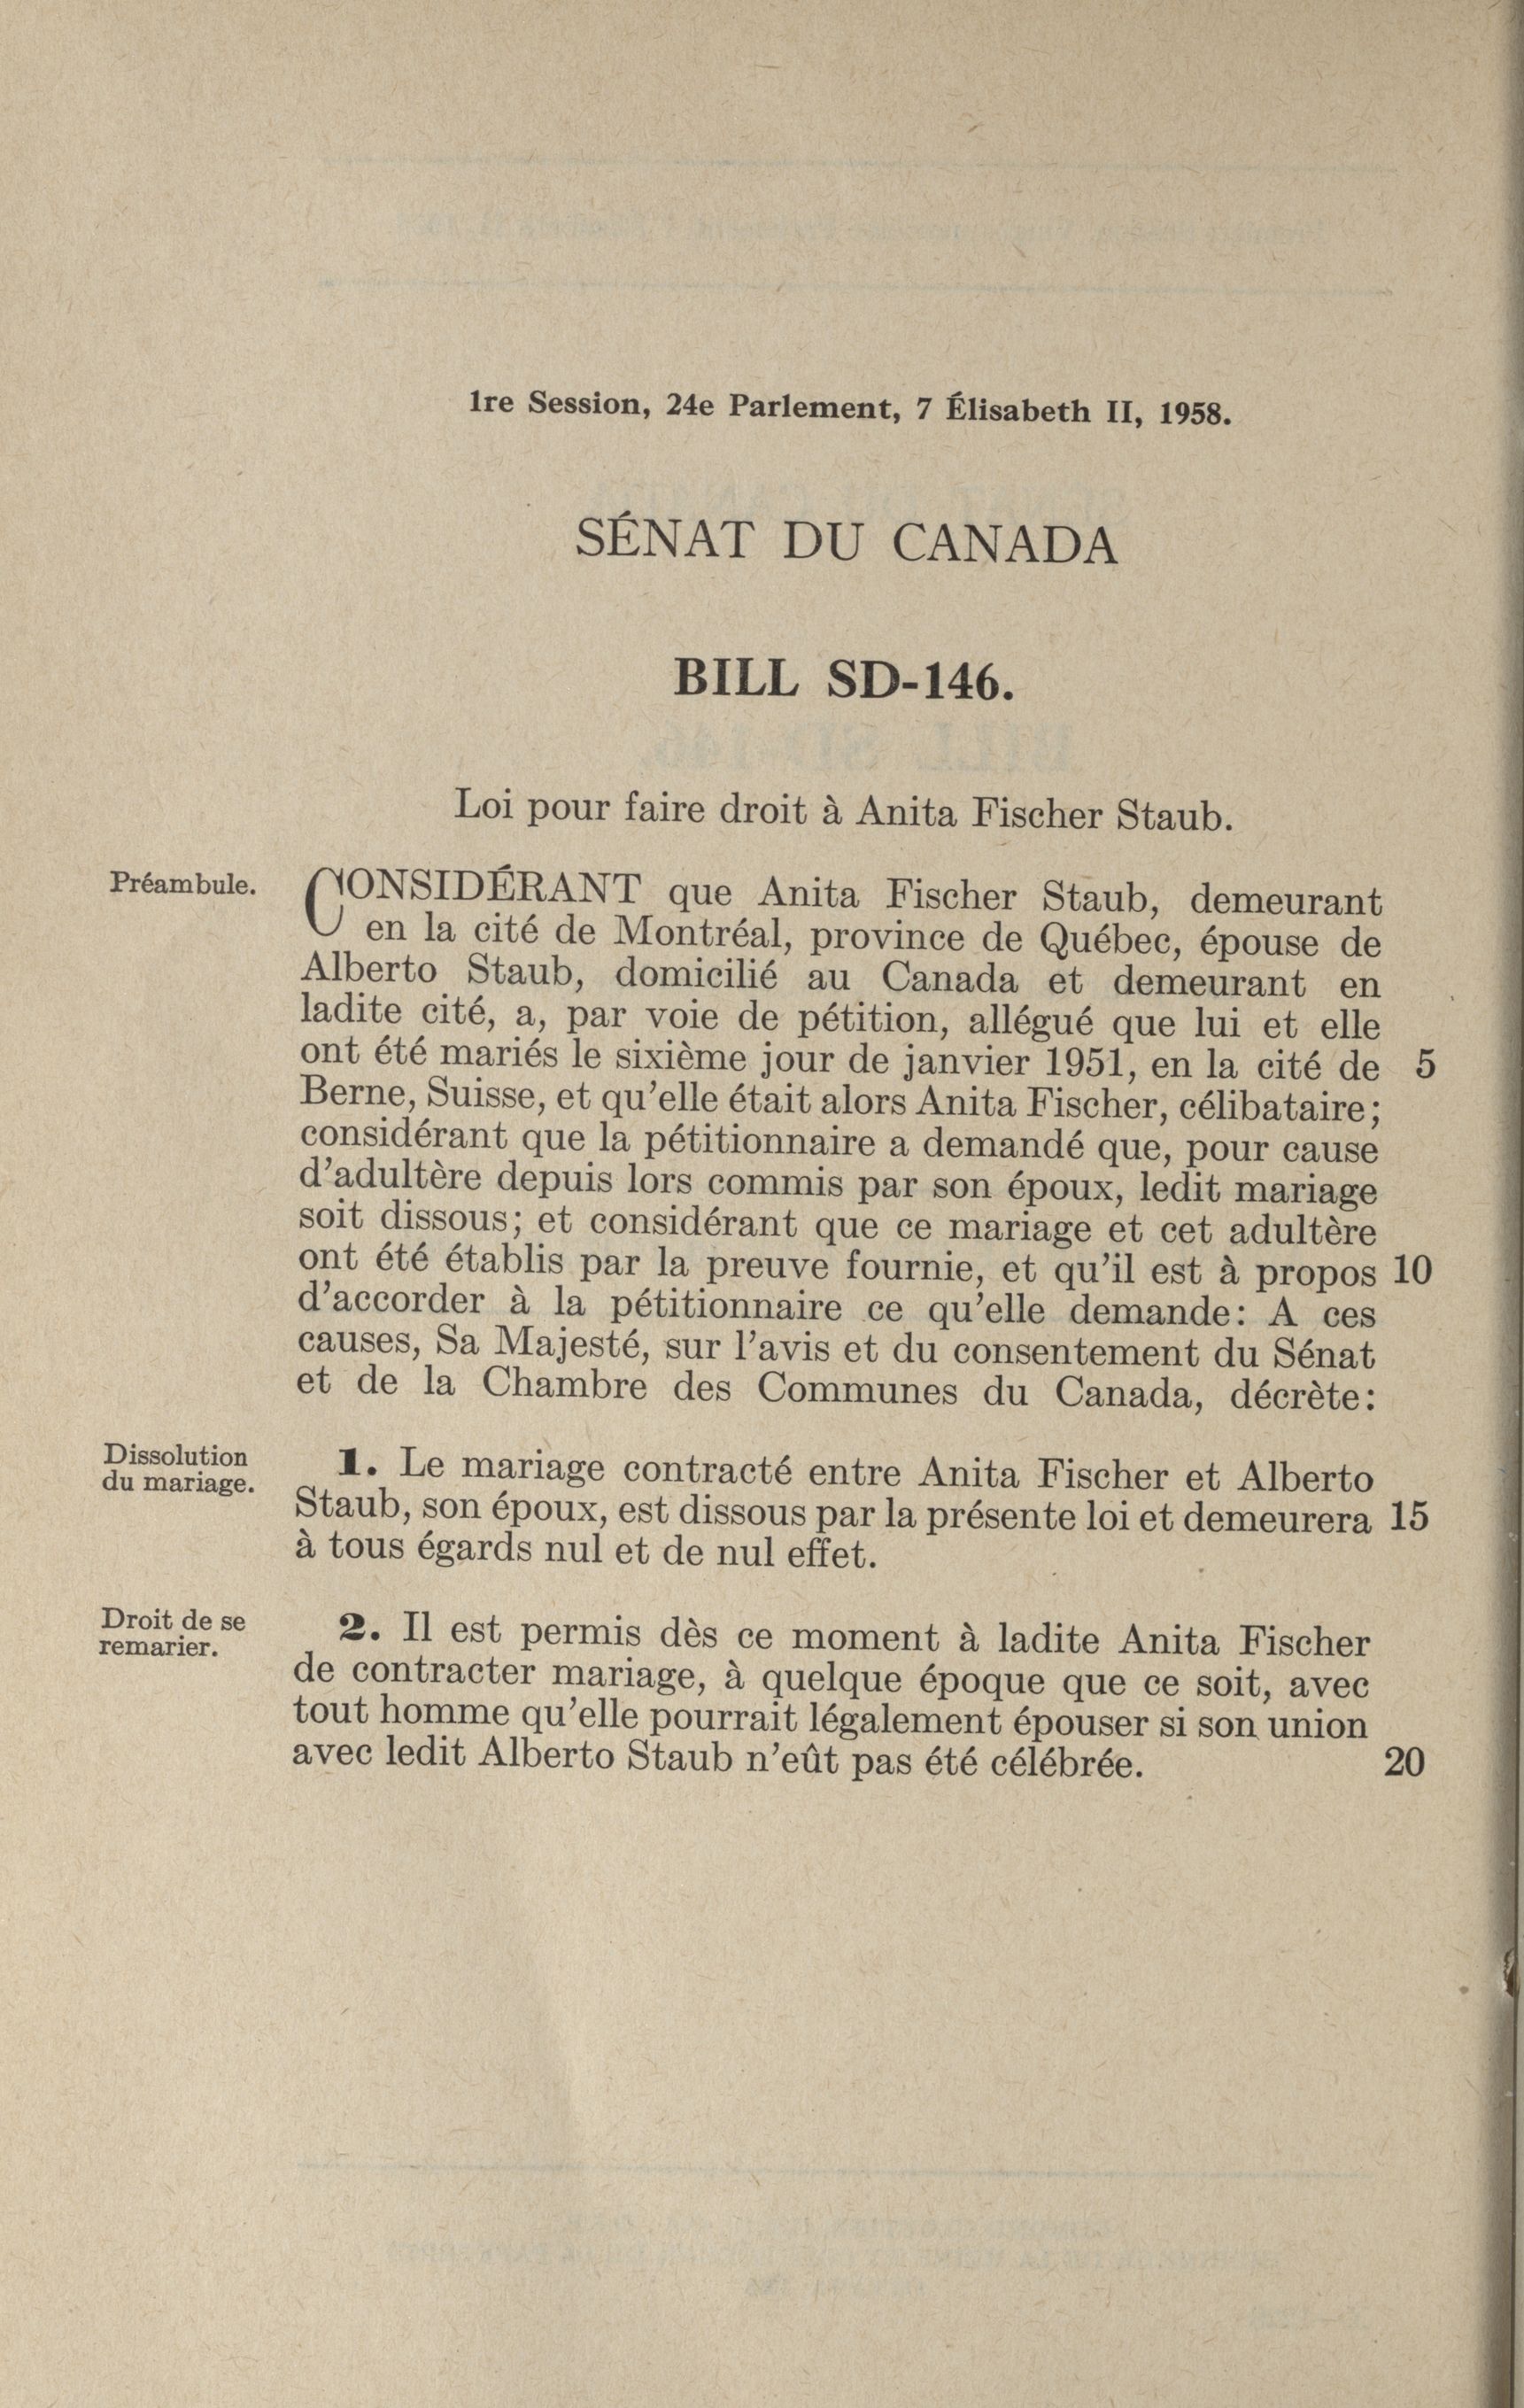 1re Session, 24e Parlement, 7 Élisabeth II, 1958.
SÉNAT DU CANADA
BILL SD-146.
Loi pour faire droit à Anita Fischer Staub.
Préambule.
CONSIDÉRANT que Anita Fischer Staub, demeurant
en la cité de Montréal, province de Québec, épouse de
Alberto Staub, domicilié au Canada et demeurant en
ladite cité, a, par voie de pétition, allégué que lui et elle
ont été mariés le sixième jour de janvier 1951, en la cité de 5
Berne, Suisse, et qu'elle était alors Anita Fischer, célibataire;
considérant que la pétitionnaire a demandé que, pour cause
d'adultère depuis lors commis par son époux, ledit mariage
soit dissous; et considérant que ce mariage et cet adultère
ont été établis par la preuve fournie, et qu'il est à propos 10
d'accorder à la pétitionnaire ce qu'elle demande: A ces
causes, Sa Majesté, sur l'avis et du consentement du Sénat
et de la Chambre des Communes du Canada, décrète:
Dissolution
du mariage.
1. Le mariage contracté entre Anita Fischer et Alberto
Staub, son époux, est dissous par la présente loi et demeurera 15
à tous égards nul et de nul effet.
Droit de se
remarier.
2. Il est permis dès ce moment à ladite Anita Fischer
de contracter mariage, à quelque époque que ce soit, avec
tout homme qu'elle pourrait légalement épouser si son union
avec ledit Alberto Staub n'eût pas été célébrée. 20